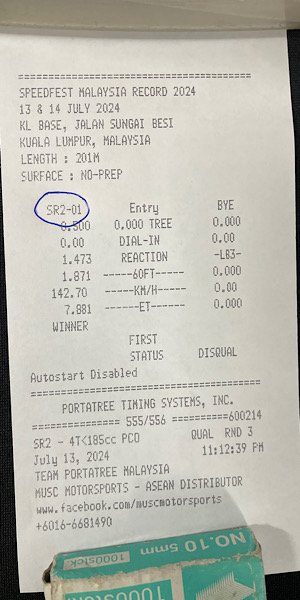 ================================
SPEEDFEST MALAYSIA RECORD 2024
13 & 14 JULY 2024
KL BASE, JALAN SUNGAI BESI
KUALA LUMPUR, MALAYSIA
LENGTH : 201M
SURFACE : NO-PREP
SR2-01 Entry BYE
0.500 0.000 TREE 0.000
0.00 DIAL-IN 0.00
1.473 REACTION -LB3-
1.871 -----60FT----- 0.000
142.70 -----KM/H----- 0.00
7.881 ------ET------ 0.000
WINNER
FIRST
STATUS DISQUAL
Autostart Disabled
================================
PORTATREE TIMING SYSTEMS, INC.
============== 555/556 ==========600214
SR2 - 4T<185cc PCO QUAL RND 3
July 13, 2024 11:12:39 PM
TEAM PORTATREE MALAYSIA
MUSC MOTORSPORTS - ASEAN DISTRIBUTOR
www.facebook.com/muscmotorsports
+6016-6681490
NO.10 5mm
1000stck
1000stck